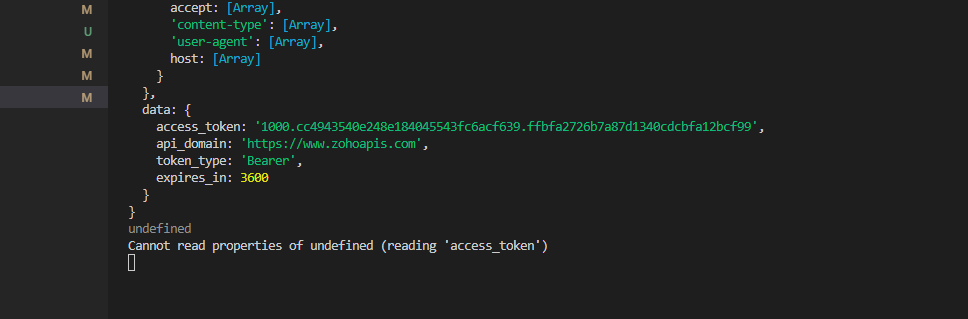 M
U
M
M
M
accept: [Array],
'content-type': [Array],
'user-agent': [Array],
host: [Array]
}
},
data: {
access_token: '1000.cc4943540e248e184045543fc6acf639.ffbfa2726b7a87d1340cdcbfa12bcf99',
api_domain: 'https://www.zohoapis.com',
token_type: 'Bearer',
expires_in: 3600
}
}
undefined
Cannot read properties of undefined (reading 'access_token')